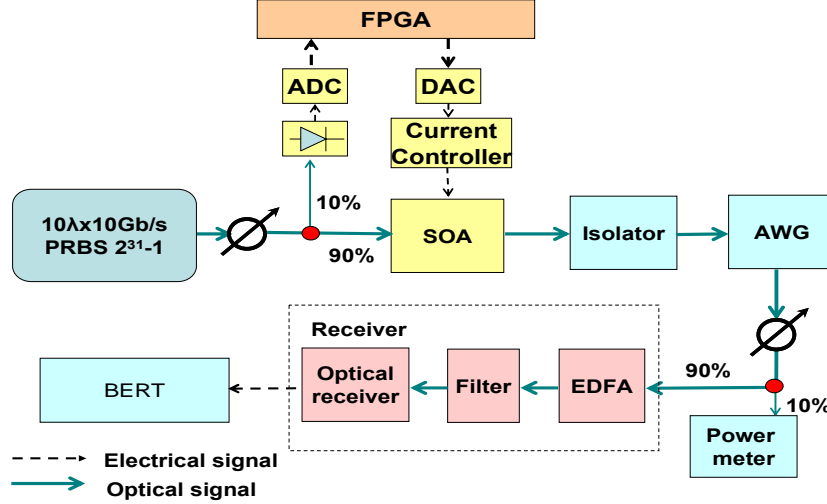 FPGA
ADC
DAC
Current
Controller
10%
10λx10Gb/s
PRBS 2³¹-1
90%
SOA
Isolator
AWG
Receiver
BERT
Optical
receiver
Filter
EDFA
90%
10%
Power
meter
Electrical signal
Optical signal